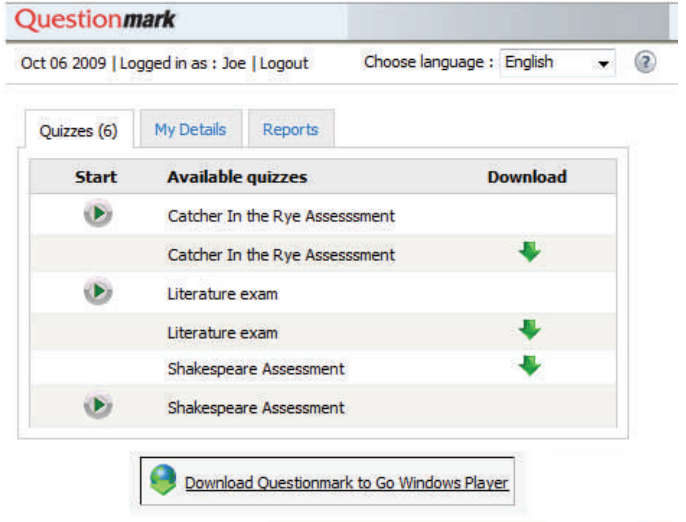 Questionmark
Oct 06 2009 | Logged in as : Joe | Logout Choose language : English ?
Quizzes (6) My Details Reports
Start Available quizzes Download
Catcher In the Rye Assesssment
Catcher In the Rye Assesssment
Literature exam
Literature exam
Shakespeare Assessment
Shakespeare Assessment
Download Questionmark to Go Windows Player